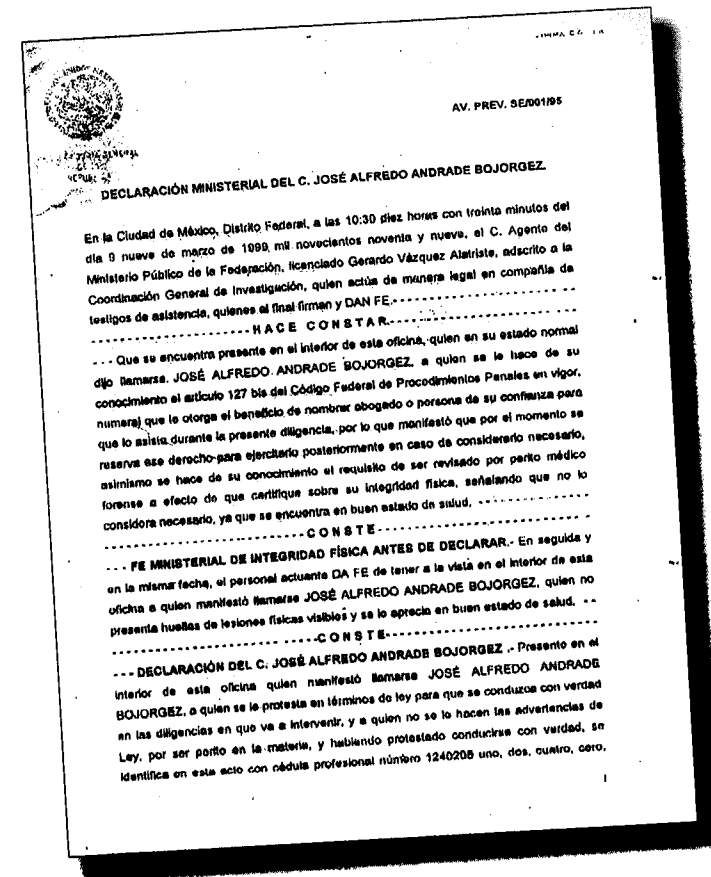 AV. PREV. SE/001/95
DECLARACIÓN MINISTERIAL DEL C. JOSÉ ALFREDO ANDRADE BOJORGEZ.
En la Ciudad de México, Distrito Federal, a las 10:30 diez horas con treinta minutos del
día 9 nueve de marzo de 1999, mil novecientos noventa y nueve, el C. Agente del
Ministerio Público de la Federación, licenciado Gerardo Vázquez Alatriste, adscrito a la
Coordinación General de Investigación, quien actúa de manera legal en compañía de
testigos de asistencia, quienes al final firman y DAN FE.- - - - - - - - - - - - - - - - - -
- - - - - - - - - - - - - - - - - - - - H A C E   C O N S T A R.- - - - - - - - - - - - - - - - - - - -
- - - Que se encuentra presente en el interior de esta oficina, quien en su estado normal
dijo llamarse. JOSÉ ALFREDO. ANDRADE BOJORGEZ, a quien se le hace de su
conocimiento el artículo 127 bis del Código Federal de Procedimientos Penales en vigor,
numeral que le otorga el beneficio de nombrar abogado o persona de su confianza para
que lo asista durante la presente diligencia, por lo que manifestó que por el momento se
reserva ese derecho para ejercitarlo posteriormente en caso de considerarlo necesario,
asimismo se hace de su conocimiento el requisito de ser revisado por perito médico
forense a efecto de que certifique sobre su integridad física, señalando que no lo
considera necesario, ya que se encuentra en buen estado de salud, - - - - - - - - - - - -
- - - - - - - - - - - - - - - - - - - - C O N S T E - - - - - - - - - - - - - - - - - - - -
- - - FE MINISTERIAL DE INTEGRIDAD FÍSICA ANTES DE DECLARAR.- En seguida y
en la misma fecha, el personal actuante DA FE de tener a la vista en el interior de esta
oficina a quien manifestó llamarse JOSÉ ALFREDO ANDRADE BOJORGEZ, quien no
presenta huellas de lesiones físicas visibles y se le aprecia en buen estado de salud. - -
- - - - - - - - - - - - - - - - - - - - C O N S T E- - - - - - - - - - - - - - - - - - - -
- - - DECLARACIÓN DEL C. JOSÉ ALFREDO ANDRADE BOJORGEZ .- Presente en el
interior de esta oficina quien manifestó llamarse JOSÉ ALFREDO ANDRADE
BOJORGEZ, a quien se le protesta en términos de ley para que se conduzca con verdad
en las diligencias en que va a intervenir, y a quien no se le hacen las advertencias de
Ley, por ser perito en la materia, y habiendo protestado conducirse con verdad, se
identifica en este acto con cédula profesional número 1240205 uno, dos, cuatro, cero,
1